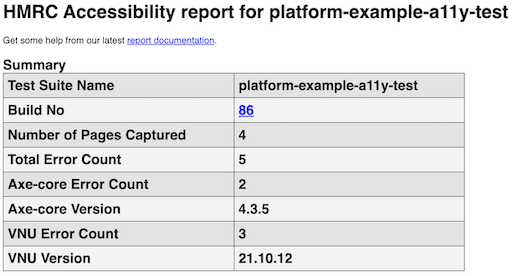 HMRC Accessibility report for platform-example-a11y-test
Get some help from our latest report documentation.
Summary
Test Suite Name platform-example-a11y-test
Build No 86
Number of Pages Captured 4
Total Error Count 5
Axe-core Error Count 2
Axe-core Version 4.3.5
VNU Error Count 3
VNU Version 21.10.12